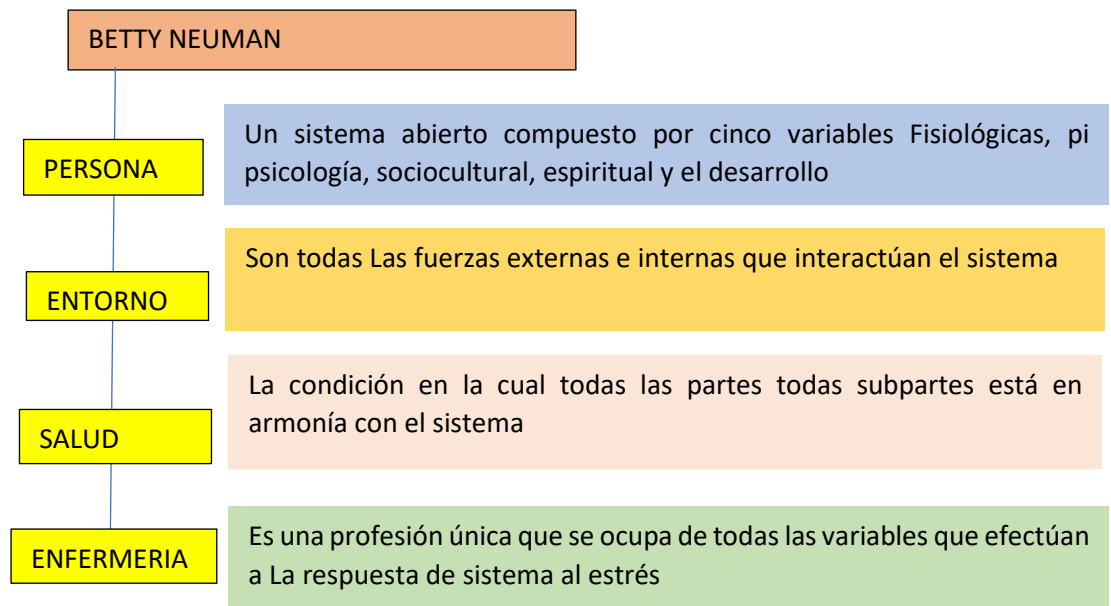 BETTY NEUMAN
PERSONA
Un sistema abierto compuesto por cinco variables Fisiológicas, pi
psicología, sociocultural, espiritual y el desarrollo
ENTORNO
Son todas Las fuerzas externas e internas que interactúan el sistema
SALUD
La condición en la cual todas las partes todas subpartes está en
armonía con el sistema
ENFERMERIA
Es una profesión única que se ocupa de todas las variables que efectúan
a La respuesta de sistema al estrés